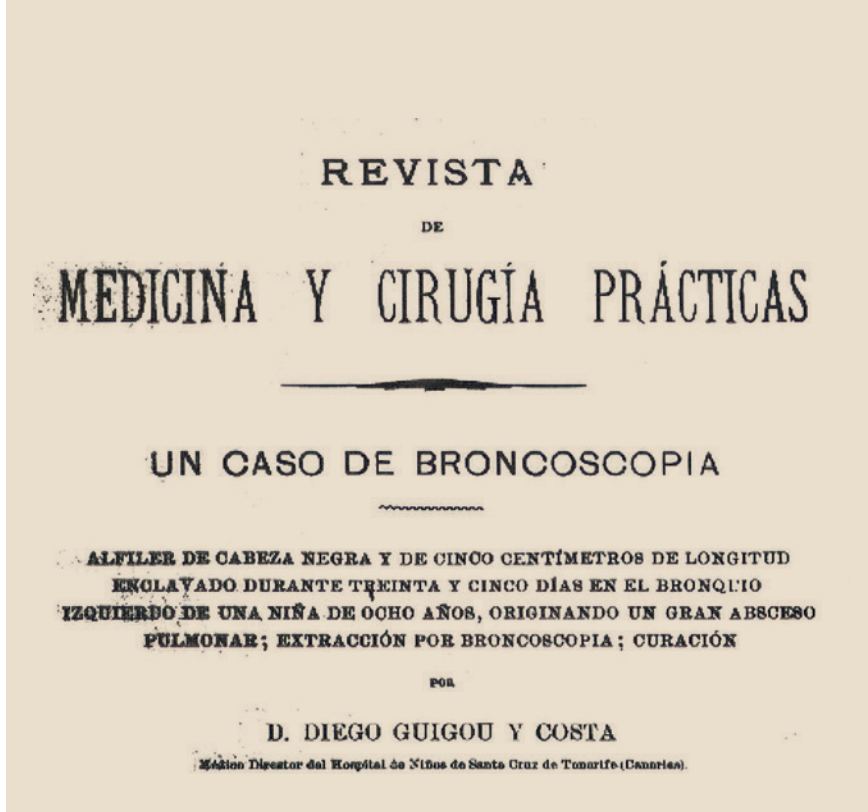 REVISTA
DE
MEDICINA Y CIRUGÍA PRÁCTICAS
UN CASO DE BRONCOSCOPIA
ALFILER DE CABEZA NEGRA Y DE CINCO CENTÍMETROS DE LONGITUD
ENCLAVADO DURANTE TREINTA Y CINCO DÍAS EN EL BRONQUIO
IZQUIERDO DE UNA NIÑA DE OCHO AÑOS, ORIGINANDO UN GRAN ABSCESO
PULMONAR; EXTRACCIÓN POR BRONCOSCOPIA; CURACIÓN
POR
D. DIEGO GUIGOU Y COSTA
Médico Director del Hospital de Niños de Santa Cruz de Tenerife (Canarias).